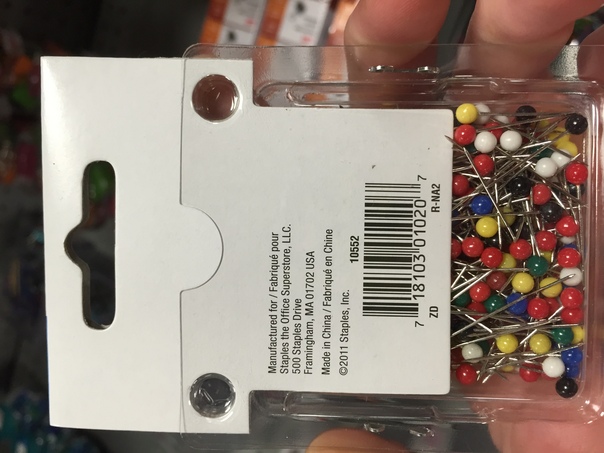 Manufactured for / Fabriqué pour
Staples the Office Superstore, LLC.
500 Staples Drive
Framingham, MA 01702 USA
Made in China / Fabriqué en Chine
©2011 Staples, Inc.
10552
7 18103 01020 7
ZD R-NA2